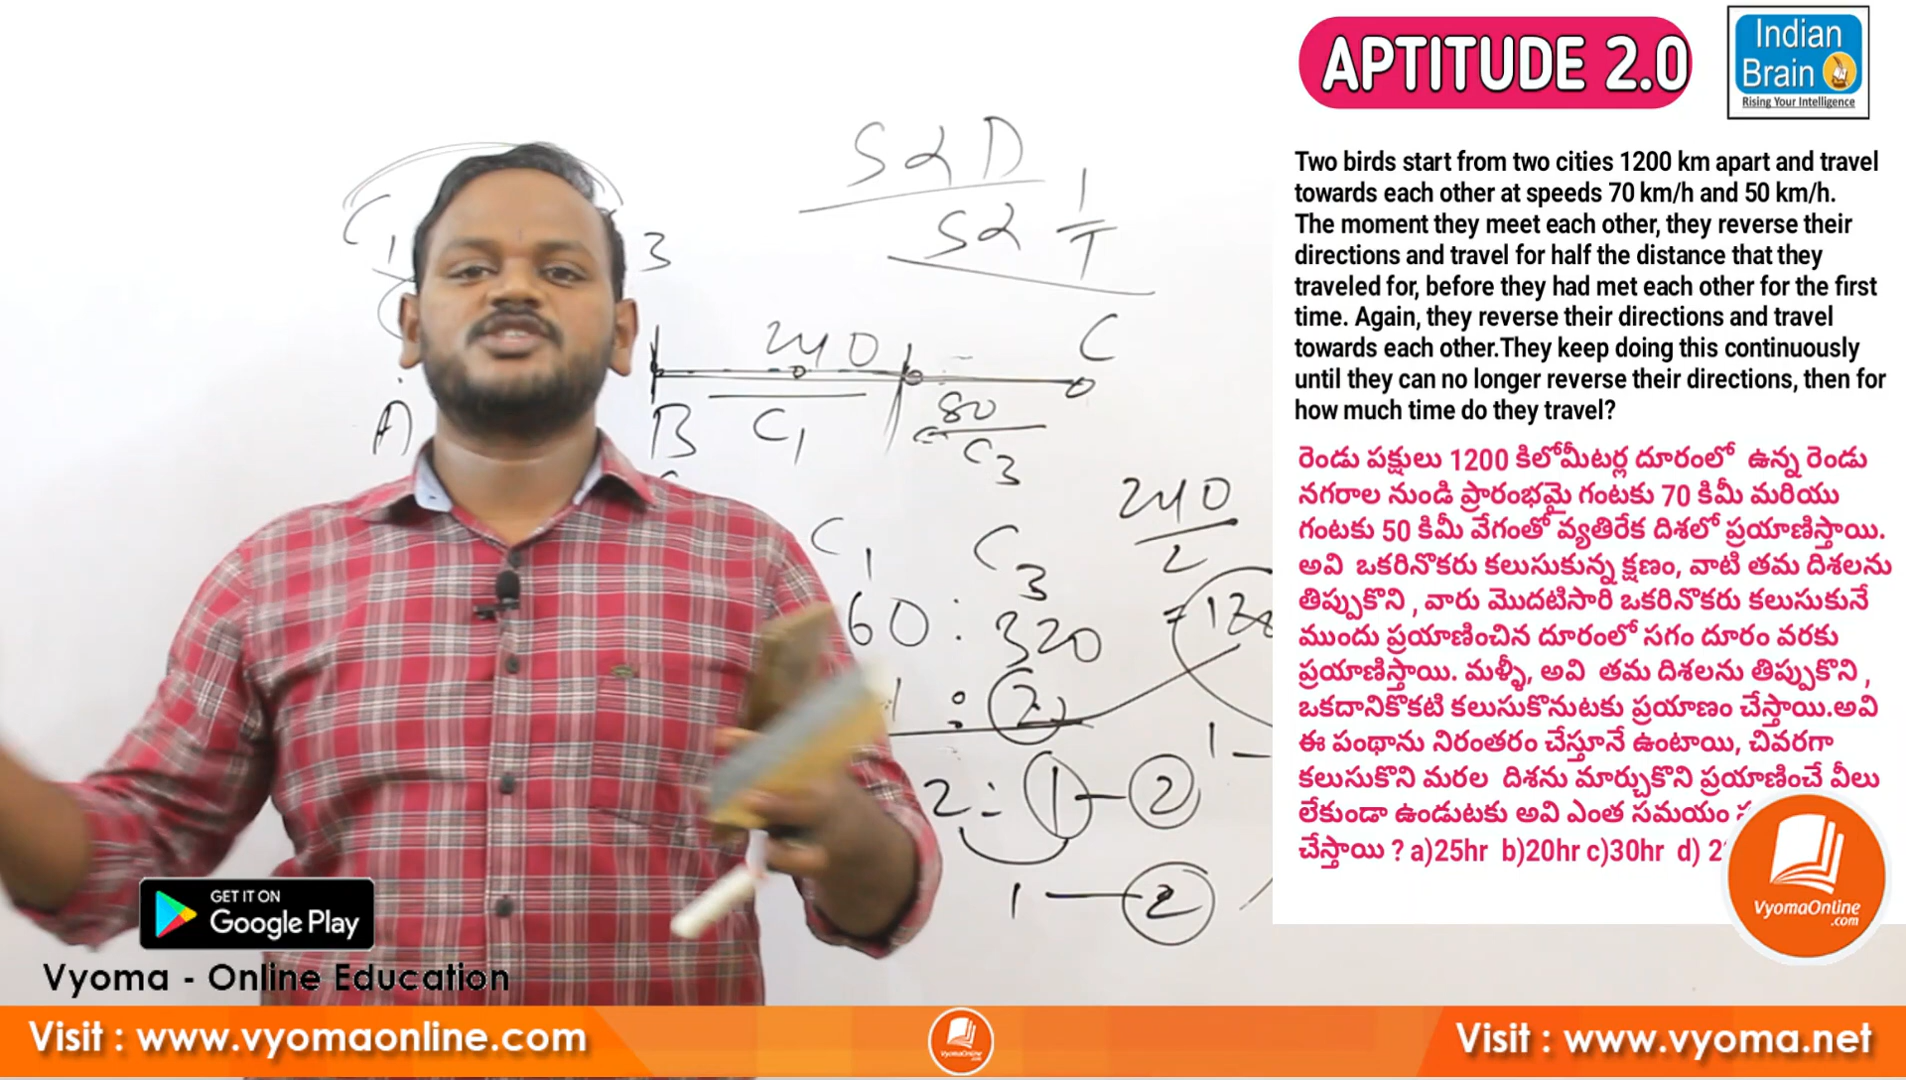 APTITUDE 2.0
Indian
Brain
Rising Your Intelligence
Two birds start from two cities 1200 km apart and travel
towards each other at speeds 70 km/h and 50 km/h.
The moment they meet each other, they reverse their
directions and travel for half the distance that they
traveled for, before they had met each other for the first
time. Again, they reverse their directions and travel
towards each other.They keep doing this continuously
until they can no longer reverse their directions, then for
how much time do they travel?
రెండు పక్షులు 1200 కిలోమీటర్ల దూరంలో ఉన్న రెండు
నగరాల నుండి ప్రారంభమై గంటకు 70 కిమీ మరియు
గంటకు 50 కిమీ వేగంతో వ్యతిరేక దిశలో ప్రయాణిస్తాయి.
అవి ఒకరినొకరు కలుసుకున్న క్షణం, వాటి తమ దిశలను
తిప్పుకొని , వారు మొదటిసారి ఒకరినొకరు కలుసుకునే
ముందు ప్రయాణించిన దూరంలో సగం దూరం వరకు
ప్రయాణిస్తాయి. మళ్ళీ, అవి తమ దిశలను తిప్పుకొని ,
ఒకదానికొకటి కలుసుకొనుటకు ప్రయాణం చేస్తాయి.అవి
ఈ పంథాను నిరంతరం చేస్తూనే ఉంటాయి, చివరగా
కలుసుకొని మరల దిశను మార్చుకొని ప్రయాణించే వీలు
లేకుండా ఉండుటకు అవి ఎంత సమయం
చేస్తాయి ? a)25hr b)20hr c)30hr d)
S α D
S α 1/T
C
3
240
C
A
B
C1
80
C3
240
2
C1
C3
60 : 320
1 : 2
2 : 1 - 2
1 -
1 - 2
GET IT ON
Google Play
Vyoma - Online Education
VyomaOnline
.com
Visit : www.vyomaonline.com
VyomaOnline
Visit : www.vyoma.net